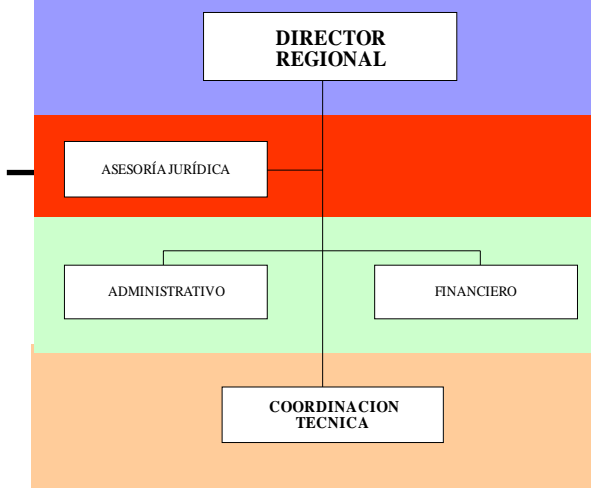 DIRECTOR
REGIONAL
ASESORÍA JURÍDICA
ADMINISTRATIVO
FINANCIERO
COORDINACION
TECNICA